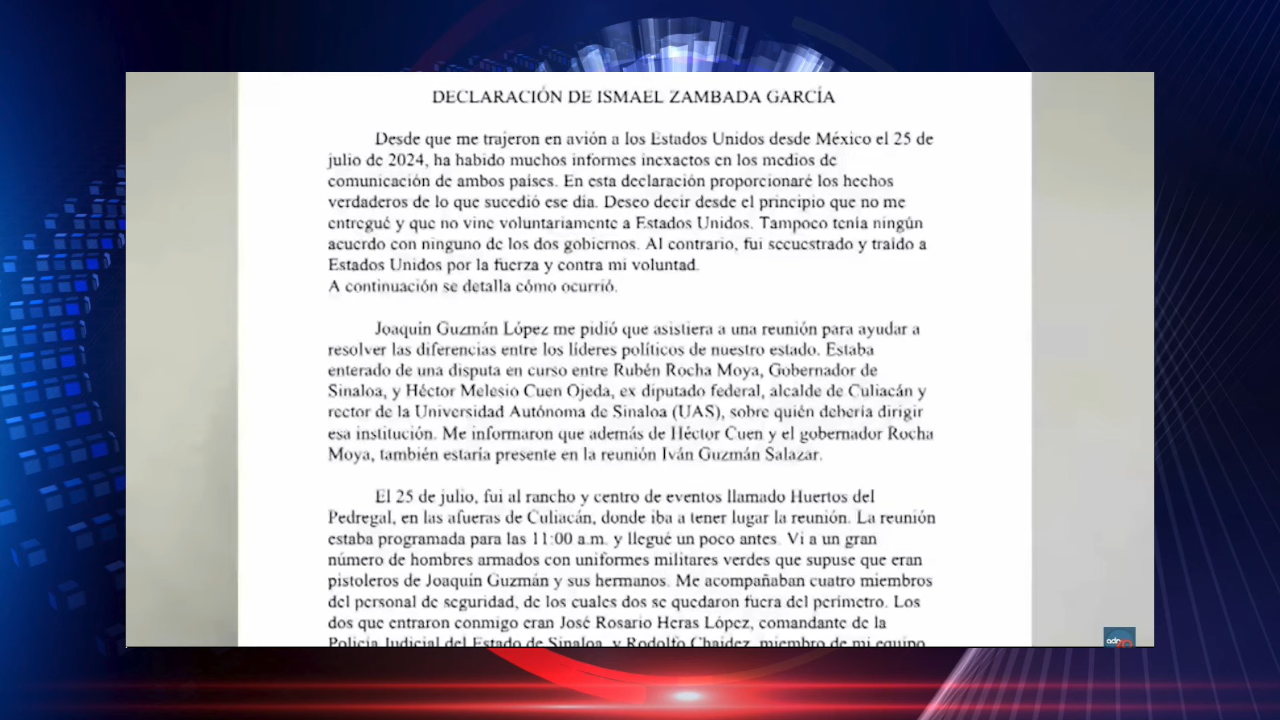 DECLARACIÓN DE ISMAEL ZAMBADA GARCÍA
Desde que me trajeron en avión a los Estados Unidos desde México el 25 de
julio de 2024, ha habido muchos informes inexactos en los medios de
comunicación de ambos países. En esta declaración proporcionaré los hechos
verdaderos de lo que sucedió ese día. Deseo decir desde el principio que no me
entregué y que no vine voluntariamente a Estados Unidos. Tampoco tenía ningún
acuerdo con ninguno de los dos gobiernos. Al contrario, fui secuestrado y traído a
Estados Unidos por la fuerza y contra mi voluntad.
A continuación se detalla cómo ocurrió.
Joaquín Guzmán López me pidió que asistiera a una reunión para ayudar a
resolver las diferencias entre los líderes políticos de nuestro estado. Estaba
enterado de una disputa en curso entre Rubén Rocha Moya, Gobernador de
Sinaloa, y Héctor Melesio Cuen Ojeda, ex diputado federal, alcalde de Culiacán y
rector de la Universidad Autónoma de Sinaloa (UAS), sobre quién debería dirigir
esa institución. Me informaron que además de Héctor Cuen y el gobernador Rocha
Moya, también estaría presente en la reunión Iván Guzmán Salazar.
El 25 de julio, fui al rancho y centro de eventos llamado Huertos del
Pedregal, en las afueras de Culiacán, donde iba a tener lugar la reunión. La reunión
estaba programada para las 11:00 a.m. y llegué un poco antes. Vi a un gran
número de hombres armados con uniformes militares verdes que supuse que eran
pistoleros de Joaquín Guzmán y sus hermanos. Me acompañaban cuatro miembros
del personal de seguridad, de los cuales dos se quedaron fuera del perímetro. Los
dos que entraron conmigo eran José Rosario Heras López, comandante de la
Policía Judicial del Estado de Sinaloa, y Rodolfo Chaidez, miembro de mi equipo